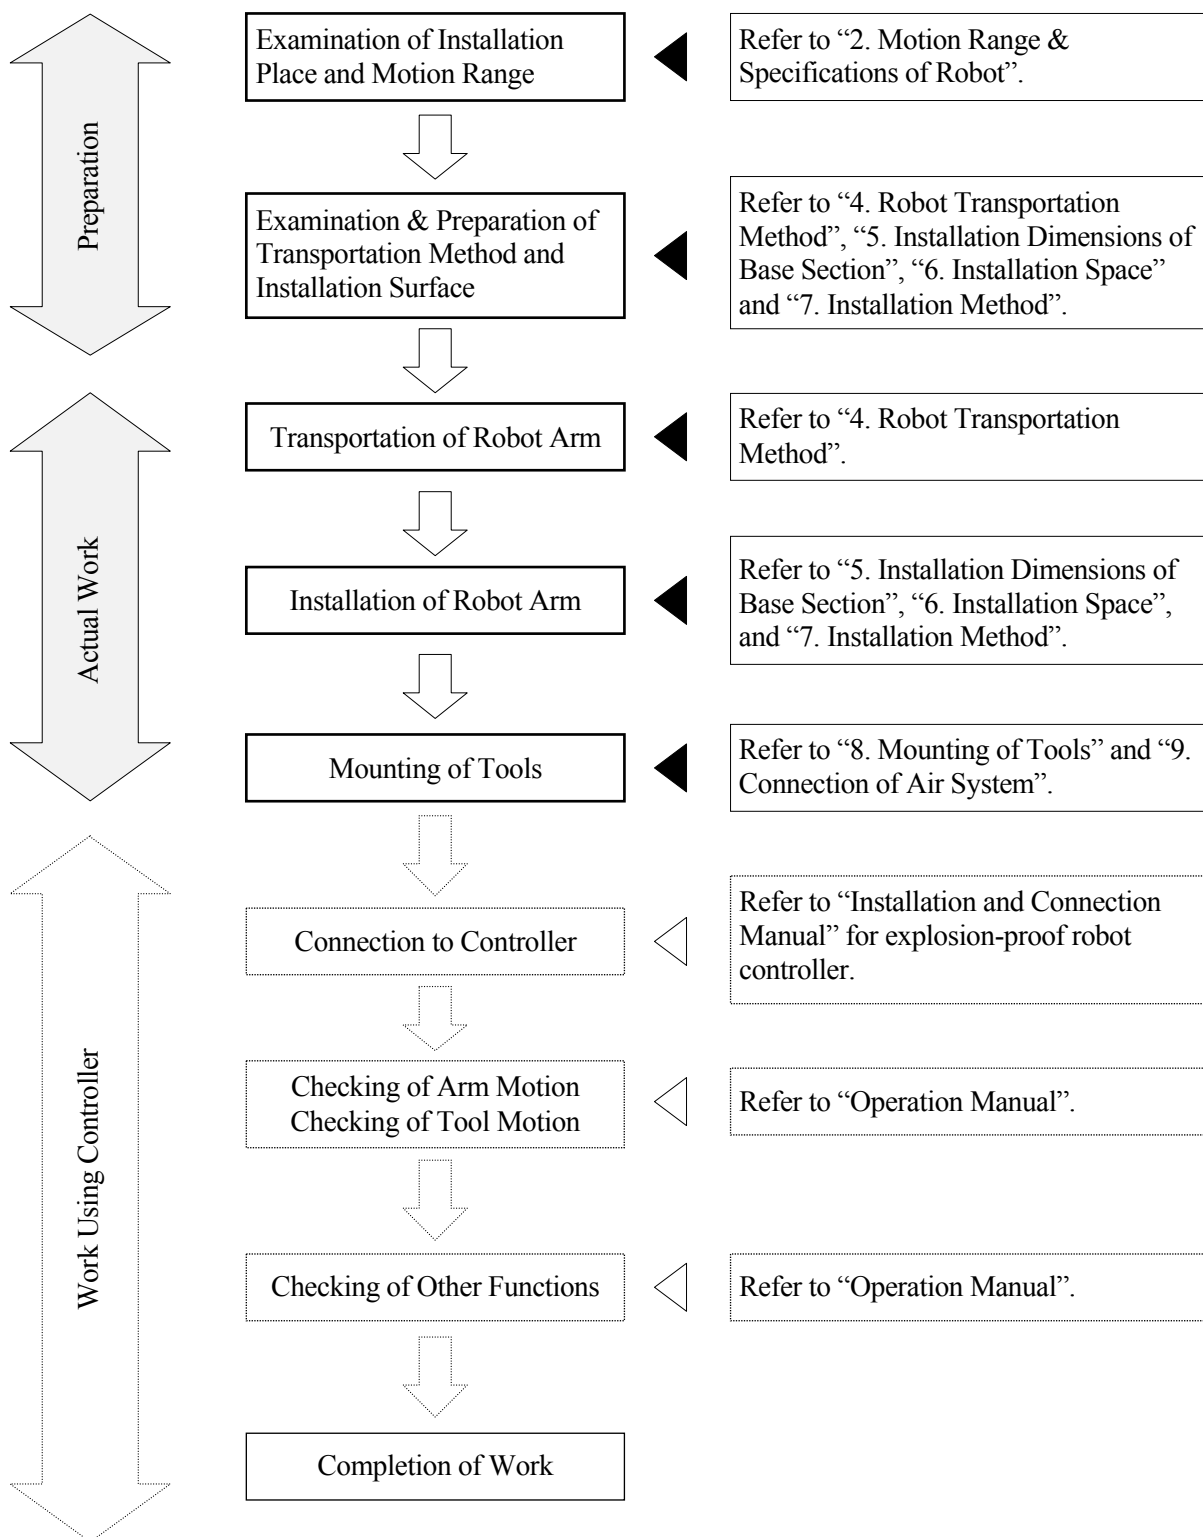 Preparation
Examination of Installation
Place and Motion Range
Refer to “2. Motion Range &
Specifications of Robot”.
Examination & Preparation of
Transportation Method and
Installation Surface
Refer to “4. Robot Transportation
Method”, “5. Installation Dimensions of
Base Section”, “6. Installation Space”
and “7. Installation Method”.
Actual Work
Transportation of Robot Arm
Refer to “4. Robot Transportation
Method”.
Installation of Robot Arm
Refer to “5. Installation Dimensions of
Base Section”, “6. Installation Space”,
and “7. Installation Method”.
Mounting of Tools
Refer to “8. Mounting of Tools” and “9.
Connection of Air System”.
Work Using Controller
Connection to Controller
Refer to “Installation and Connection
Manual” for explosion-proof robot
controller.
Checking of Arm Motion
Checking of Tool Motion
Refer to “Operation Manual”.
Checking of Other Functions
Refer to “Operation Manual”.
Completion of Work